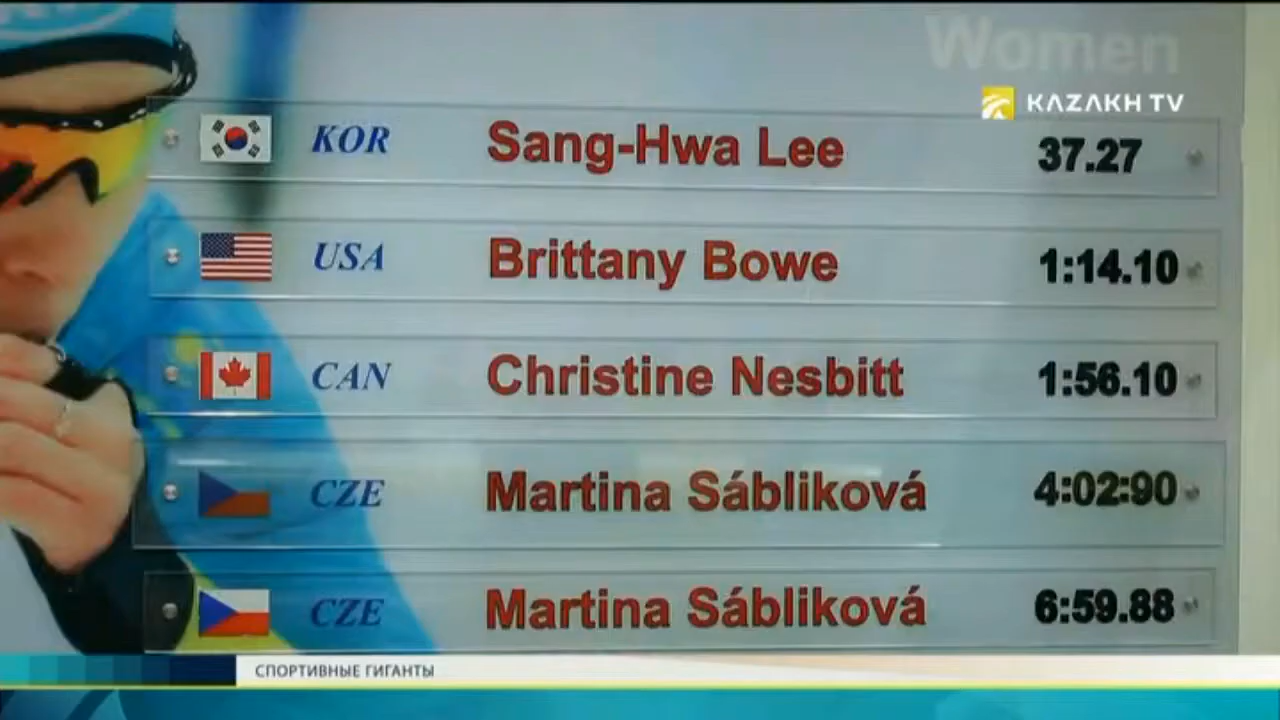 Women
KAZAKH TV
KOR Sang-Hwa Lee 37.27
USA Brittany Bowe 1:14.10
CAN Christine Nesbitt 1:56.10
CZE Martina Sábliková 4:02:90
CZE Martina Sábliková 6:59.88
СПОРТИВНЫЕ ГИГАНТЫ